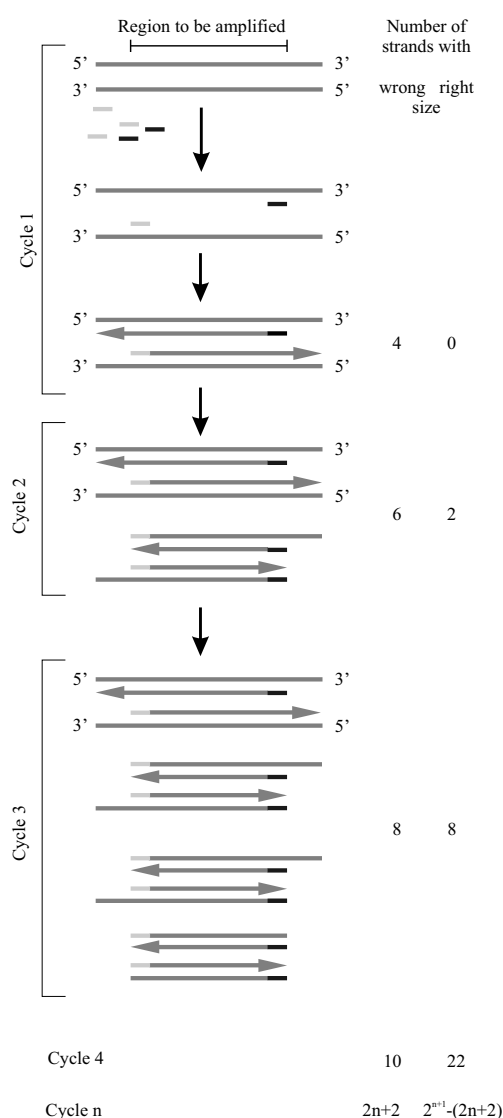 Region to be amplified
Number of
strands with
wrong right
size
5’ 3’
3’ 5’
Cycle 1
5’ 3’
3’ 5’
5’ 3’
3’ 5’
4 0
Cycle 2
5’ 3’
3’ 5’
6 2
Cycle 3
5’ 3’
3’ 5’
8 8
Cycle 4 10 22
Cycle n 2n+2 2ⁿ⁺¹-(2n+2)